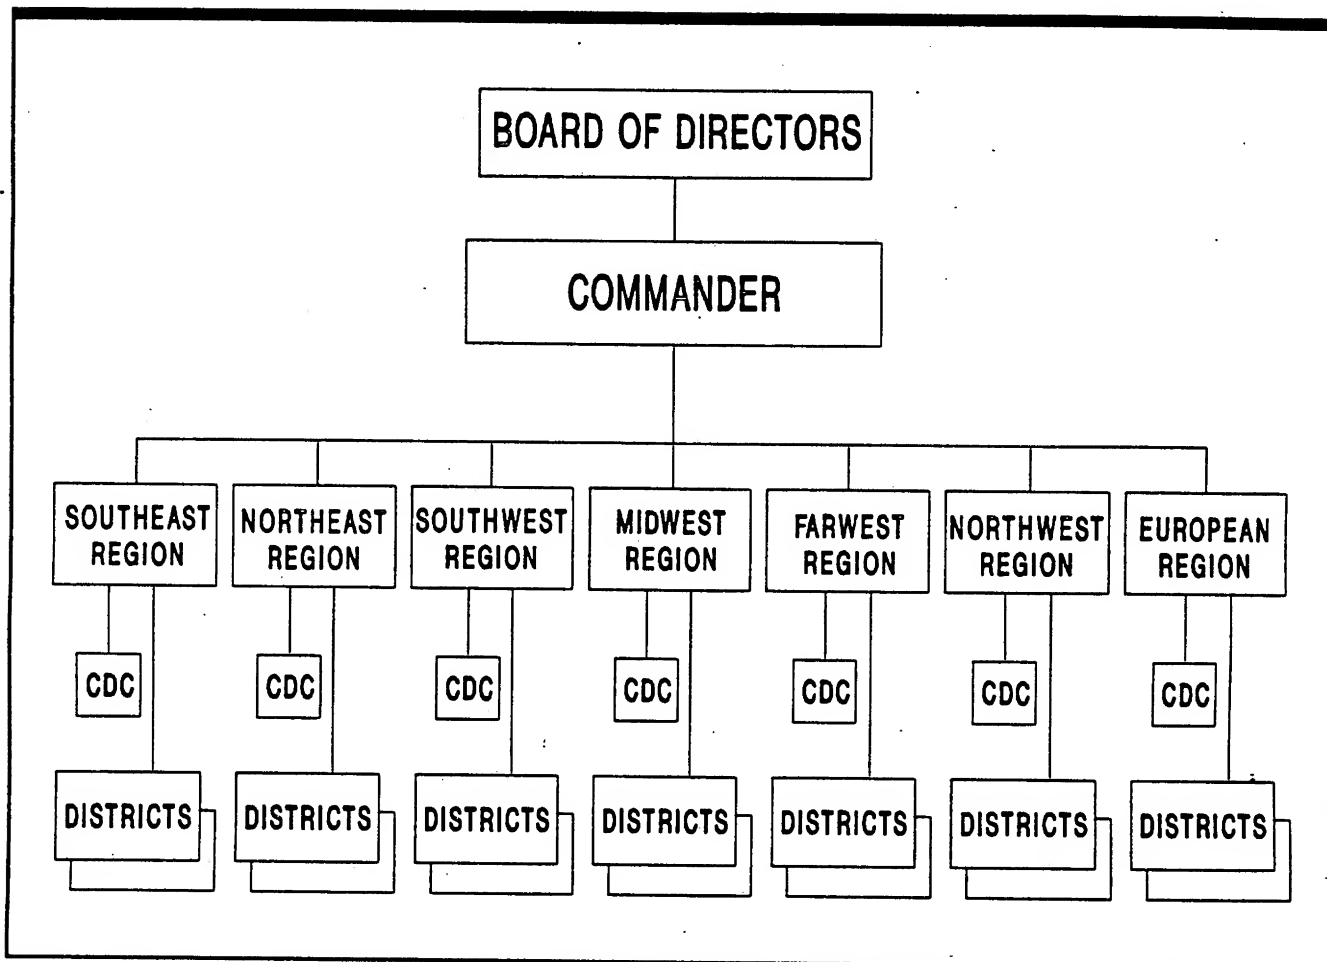 BOARD OF DIRECTORS
COMMANDER
SOUTHEAST
REGION
NORTHEAST
REGION
SOUTHWEST
REGION
MIDWEST
REGION
FARWEST
REGION
NORTHWEST
REGION
EUROPEAN
REGION
CDC
CDC
CDC
CDC
CDC
CDC
CDC
DISTRICTS
DISTRICTS
DISTRICTS
DISTRICTS
DISTRICTS
DISTRICTS
DISTRICTS